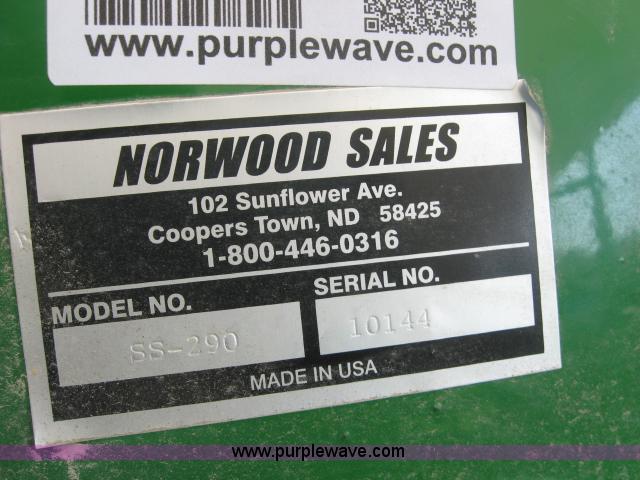 www.purplewave.com
NORWOOD SALES
102 Sunflower Ave.
Coopers Town, ND 58425
1-800-446-0316
MODEL NO.
SERIAL NO.
SS-290
10144
MADE IN USA
www.purplewave.com